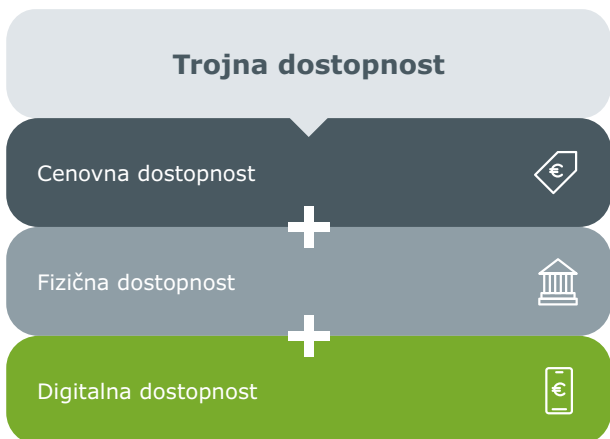 Trojna dostopnost
Cenovna dostopnost
€
Fizična dostopnost
Digitalna dostopnost
€